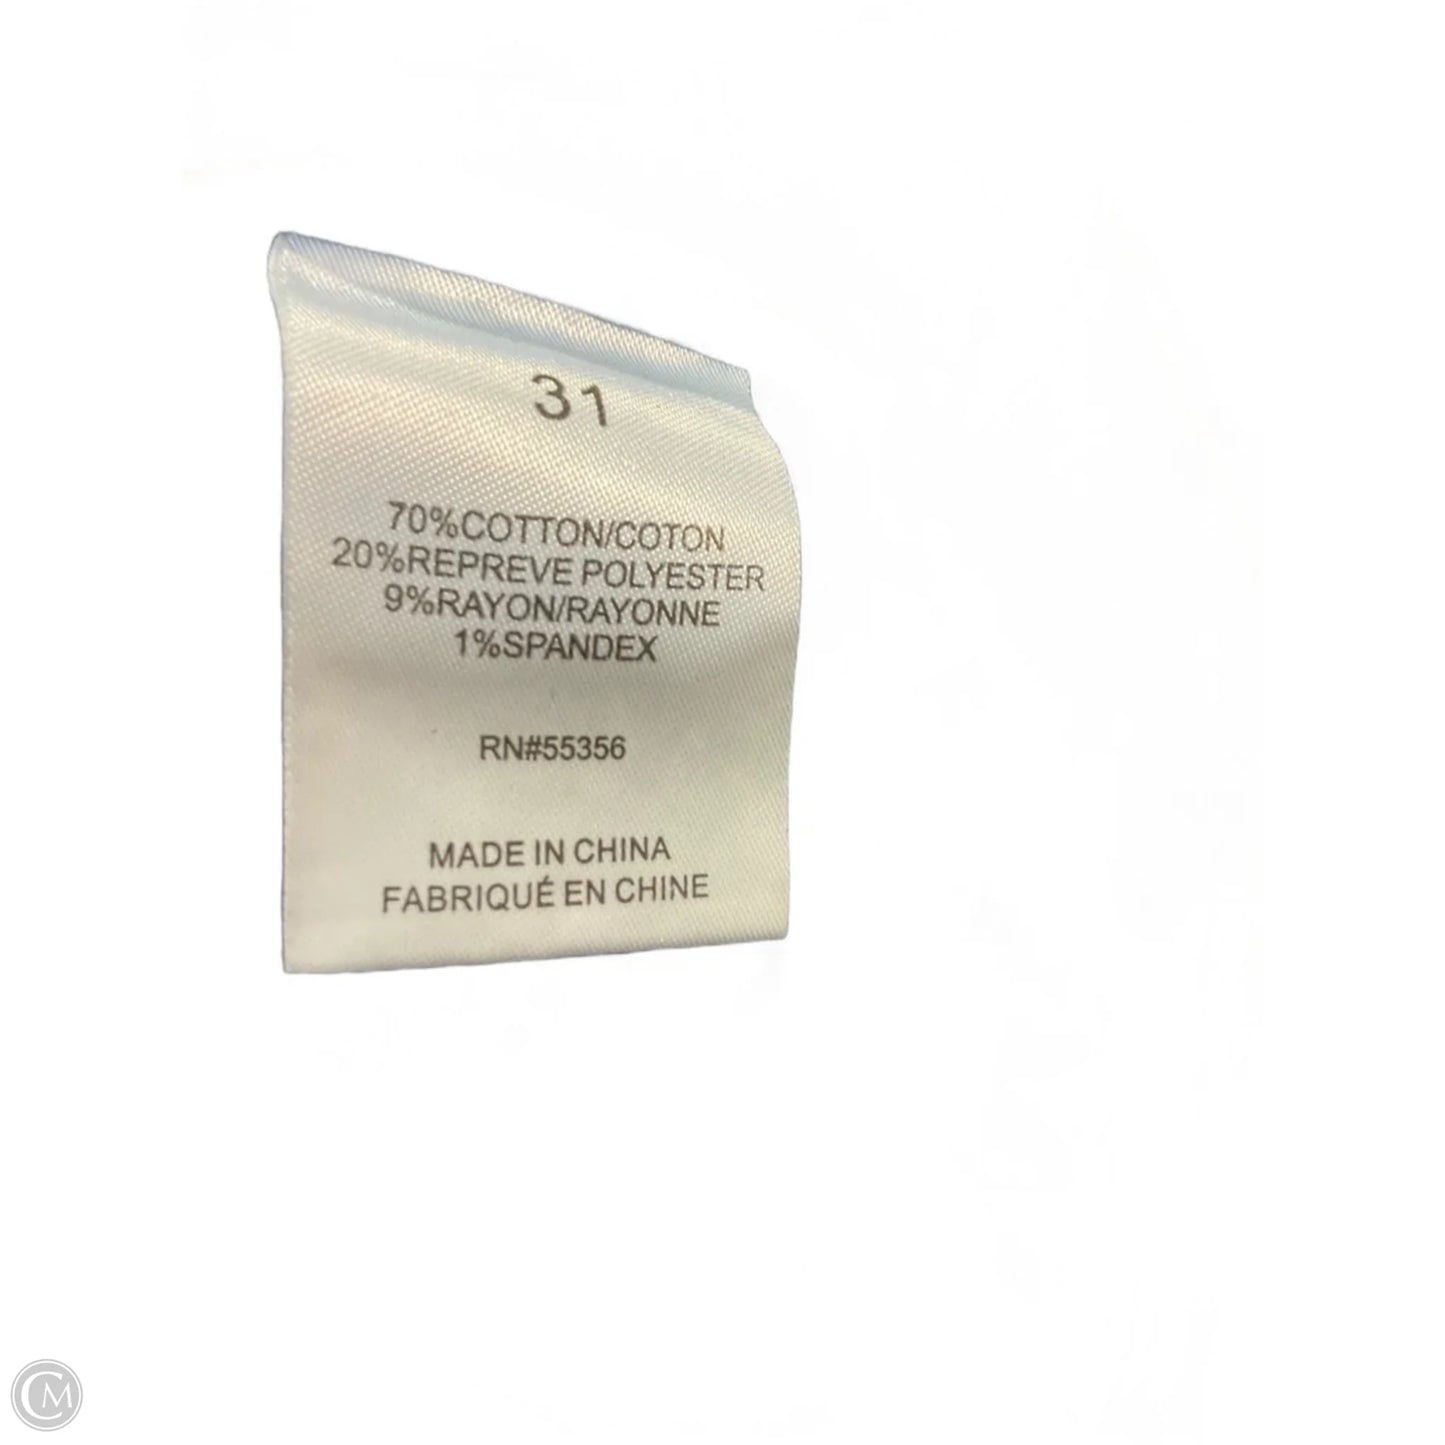 31
70%COTTON/COTON
20%REPREVE POLYESTER
9%RAYON/RAYONNE
1%SPANDEX
RN#55356
MADE IN CHINA
FABRIQUÉ EN CHINE
CM